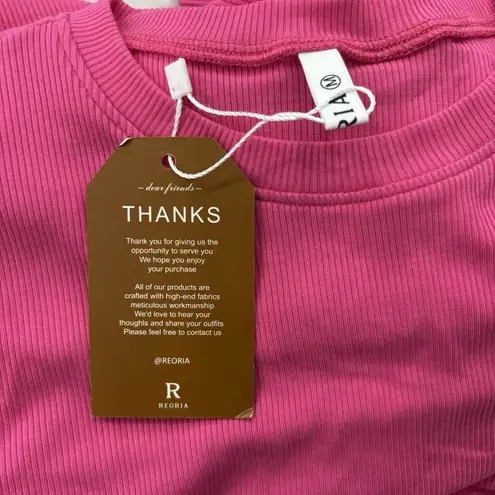 RIA Ⓜ
– dear friends –
THANKS
Thank you for giving us the
opportunity to serve you
We hope you enjoy
your purchase
All of our products are
crafted with high-end fabrics
meticulous workmanship
We'd love to hear your
thoughts and share your outfits
Please feel free to contact us
@REORIA
R
REORIA